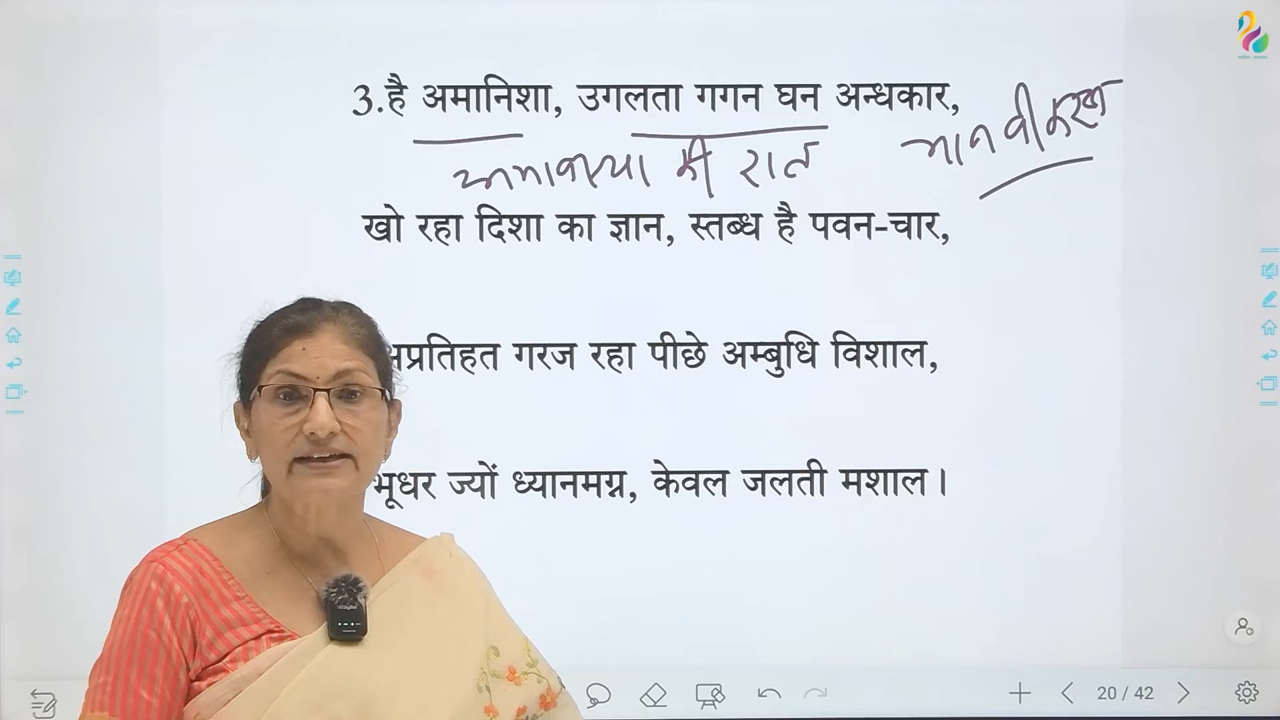 3.है अमानिशा, उगलता गगन घन अन्धकार,
मानवीकरण
अमावस्या की रात
खो रहा दिशा का ज्ञान, स्तब्ध है पवन-चार,
प्रतिहत गरज रहा पीछे अम्बुधि विशाल,
भूधर ज्यों ध्यानमग्न, केवल जलती मशाल।
20 / 42